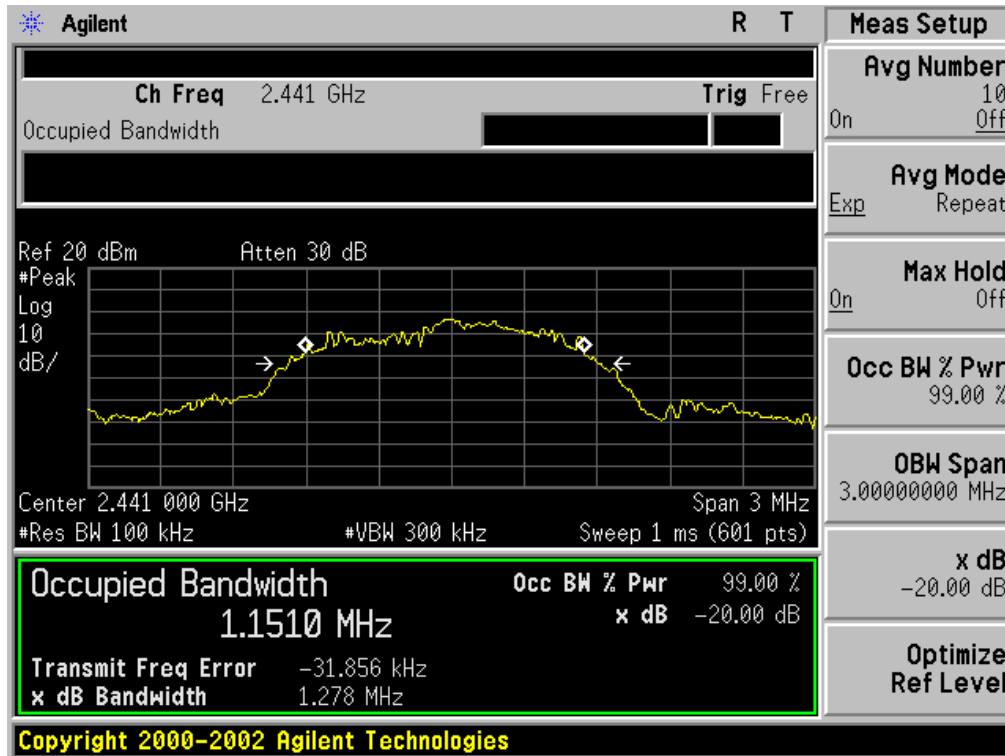 Agilent R T
Ch Freq 2.441 GHz Trig Free
Occupied Bandwidth
Ref 20 dBm Atten 30 dB
#Peak
Log
10
dB/
Center 2.441 000 GHz Span 3 MHz
#Res BW 100 kHz #VBW 300 kHz Sweep 1 ms (601 pts)
Occupied Bandwidth
1.1510 MHz
Occ BW % Pwr 99.00 %
x dB -20.00 dB
Transmit Freq Error -31.856 kHz
x dB Bandwidth 1.278 MHz
Copyright 2000-2002 Agilent Technologies
Meas Setup
Avg Number
10
On Off
Avg Mode
Exp Repeat
Max Hold
On Off
Occ BW % Pwr
99.00 %
OBW Span
3.00000000 MHz
x dB
-20.00 dB
Optimize
Ref Level